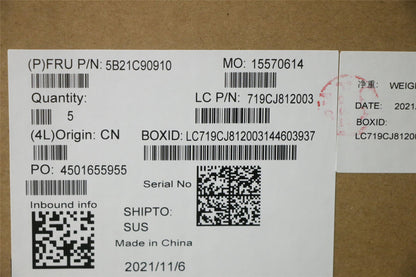 (P)FRU P/N: 5B21C90910
MO: 15570614
Quantity:
5
LC P/N: 719CJ812003
(4L)Origin: CN
BOXID: LC719CJ812003144603937
PO: 4501655955
Serial No
Inbound info
SHIPTO:
SUS
Made in China
2021/11/6
净重: WEIG
DATE: 2021
BOXID:
LC719CJ8120